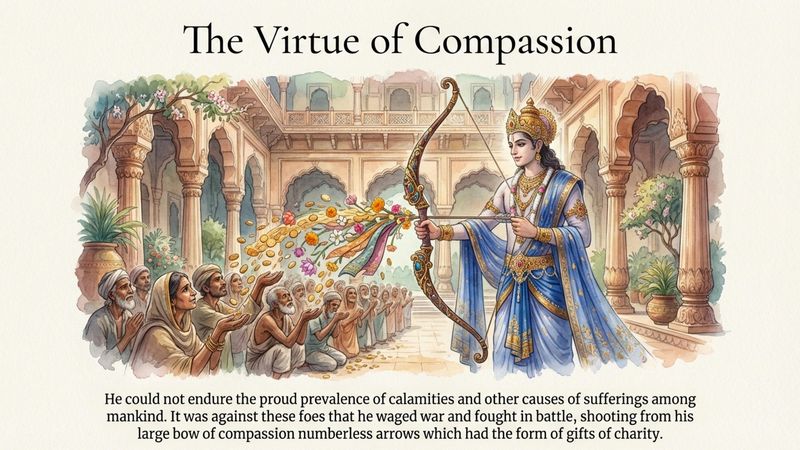 The Virtue of Compassion
He could not endure the proud prevalence of calamities and other causes of sufferings among
mankind. It was against these foes that he waged war and fought in battle, shooting from his
large bow of compassion numberless arrows which had the form of gifts of charity.